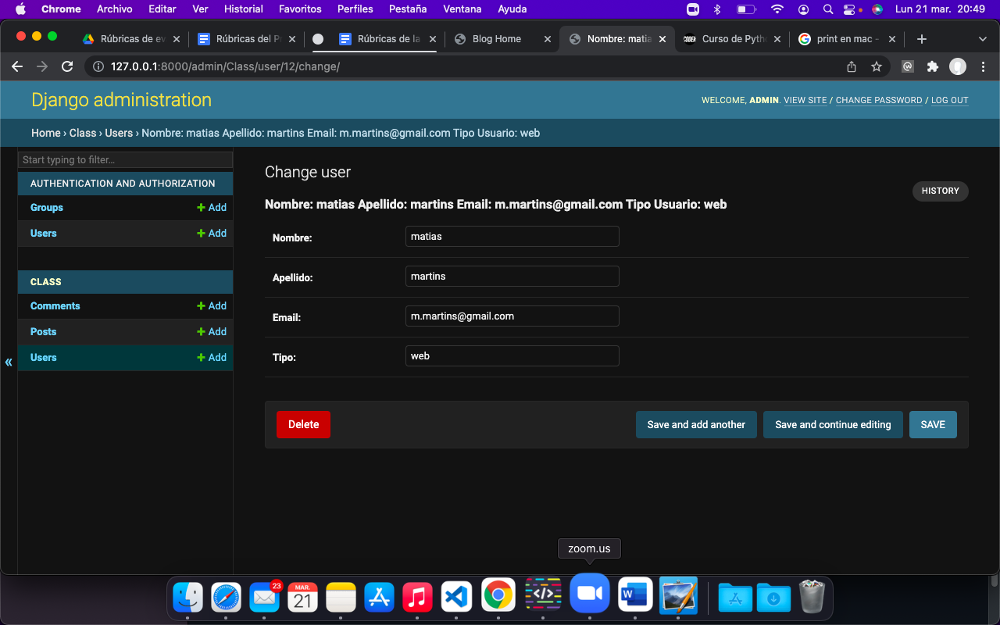 Chrome Archivo Editar Ver Historial Favoritos Perfiles Pestaña Ventana Ayuda Lun 21 mar. 20:49
Rúbricas de ev Rúbricas del P Rúbricas de la Blog Home Nombre: matia Curso de Pyth print en mac -
127.0.0.1:8000/admin/Class/user/12/change/
Django administration
WELCOME, ADMIN. VIEW SITE / CHANGE PASSWORD / LOG OUT
Home › Class › Users › Nombre: matias Apellido: martins Email: m.martins@gmail.com Tipo Usuario: web
Start typing to filter...
AUTHENTICATION AND AUTHORIZATION
Groups + Add
Users + Add
CLASS
Comments + Add
Posts + Add
Users + Add
«
Change user
HISTORY
Nombre: matias Apellido: martins Email: m.martins@gmail.com Tipo Usuario: web
Nombre: matias
Apellido: martins
Email: m.martins@gmail.com
Tipo: web
Delete Save and add another Save and continue editing SAVE
zoom.us
23
MAR.
21
</>
W